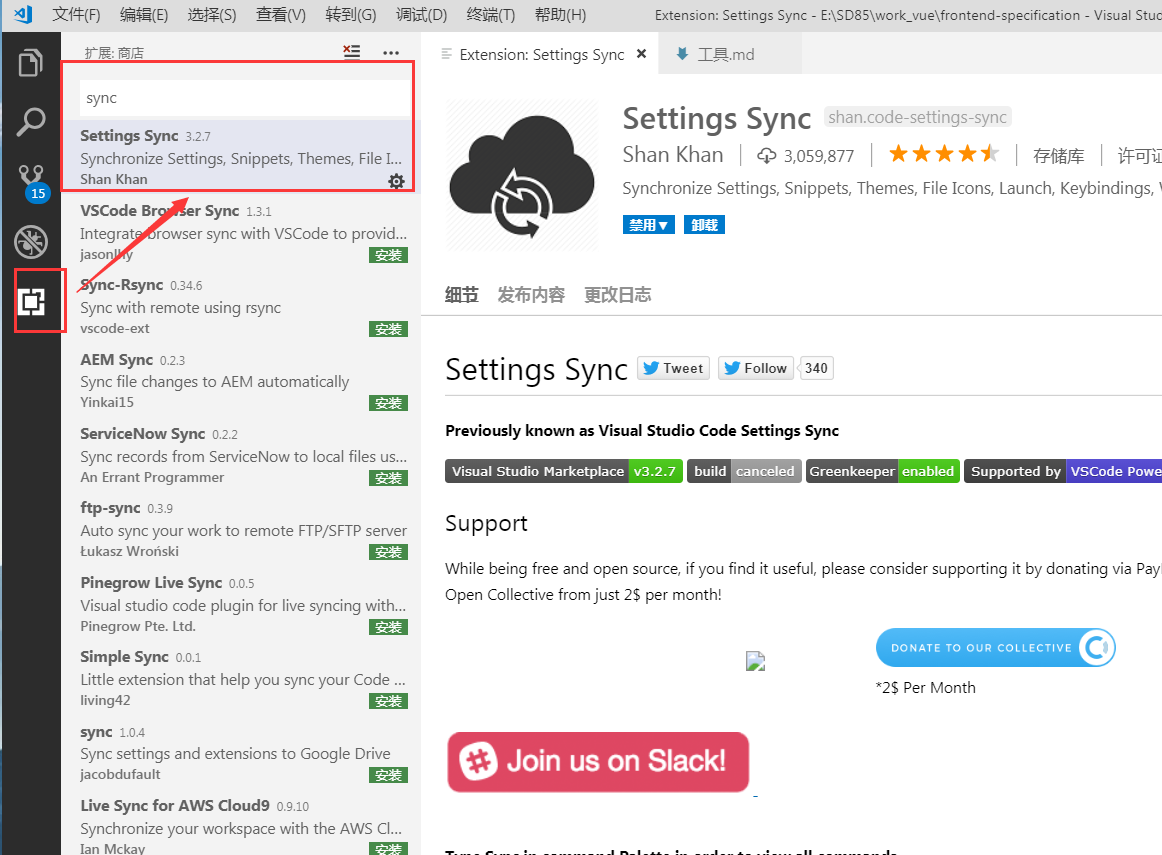 文件(F) 编辑(E) 选择(S) 查看(V) 转到(G) 调试(D) 终端(T) 帮助(H) Extension: Settings Sync - E:\SD85\work_vue\frontend-specification - Visual Stud
扩展: 商店
Extension: Settings Sync
工具.md
sync
Settings Sync 3.2.7
Synchronize Settings, Snippets, Themes, File I...
Shan Khan
15
VSCode Browser Sync 1.3.1
Integrate browser sync with VSCode to provid...
jasonlhy
安装
Sync-Rsync 0.34.6
Sync with remote using rsync
vscode-ext
安装
AEM Sync 0.2.3
Sync file changes to AEM automatically
Yinkai15
安装
ServiceNow Sync 0.2.2
Sync records from ServiceNow to local files us...
An Errant Programmer
安装
ftp-sync 0.3.9
Auto sync your work to remote FTP/SFTP server
Łukasz Wroński
安装
Pinegrow Live Sync 0.0.5
Visual studio code plugin for live syncing with...
Pinegrow Pte. Ltd.
安装
Simple Sync 0.0.1
Little extension that help you sync your Code ...
living42
安装
sync 1.0.4
Sync settings and extensions to Google Drive
jacobdufault
安装
Live Sync for AWS Cloud9 0.9.10
Synchronize your workspace with the AWS Cl...
Ian Mckay
安装
Settings Sync shan.code-settings-sync
Shan Khan 3,059,877 存储库 许可证
Synchronize Settings, Snippets, Themes, File Icons, Launch, Keybindings,
禁用 卸载
细节 发布内容 更改日志
Settings Sync Tweet Follow 340
Previously known as Visual Studio Code Settings Sync
Visual Studio Marketplace v3.2.7 build canceled Greenkeeper enabled Supported by VSCode Powe
Support
While being free and open source, if you find it useful, please consider supporting it by donating via Pay
Open Collective from just 2$ per month!
DONATE TO OUR COLLECTIVE
*2$ Per Month
Join us on Slack!
Type Sync in command Palette in order to view all commands